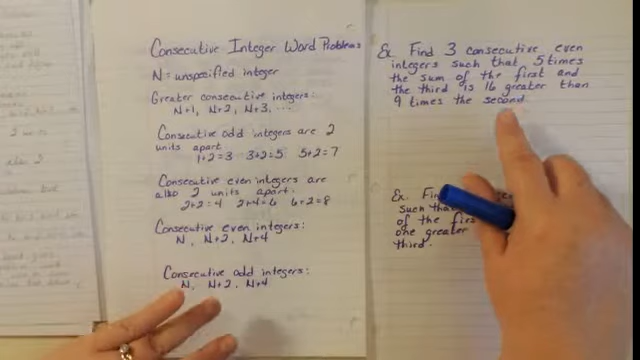 Consecutive Integer Word Problems
N = unspecified integer
Greater consecutive integers:
N+1, N+2, N+3, ....
Consecutive odd integers are 2
units apart
1+2=3 3+2=5 5+2=7
Consecutive even integers are
also 2 units apart.
2+2=4 2+4=6 6+2=8
Consecutive even integers:
N, N+2, N+4
Consecutive odd integers:
N, N+2, N+4
Ex. Find 3 consecutive even
integers such that 5 times
the sum of the first and
the third is 16 greater than
9 times the second
Ex.
such
of the
one greater
third.